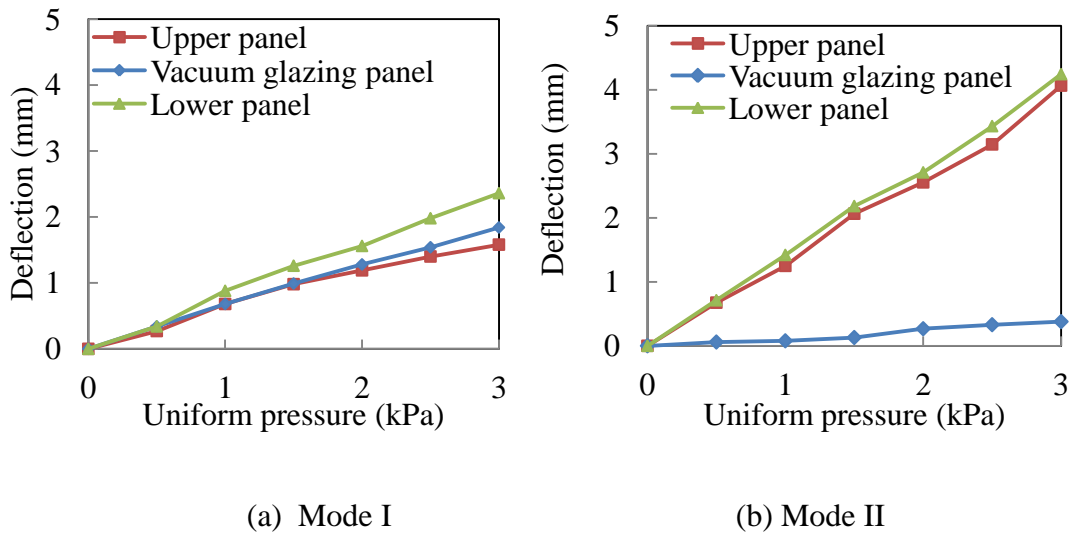 5
4
3
2
1
0
Deflection (mm)
Upper panel
Vacuum glazing panel
Lower panel
0 1 2 3
Uniform pressure (kPa)
(a) Mode I
5
4
3
2
1
0
Deflection (mm)
Upper panel
Vacuum glazing panel
Lower panel
0 1 2 3
Uniform pressure (kPa)
(b) Mode II